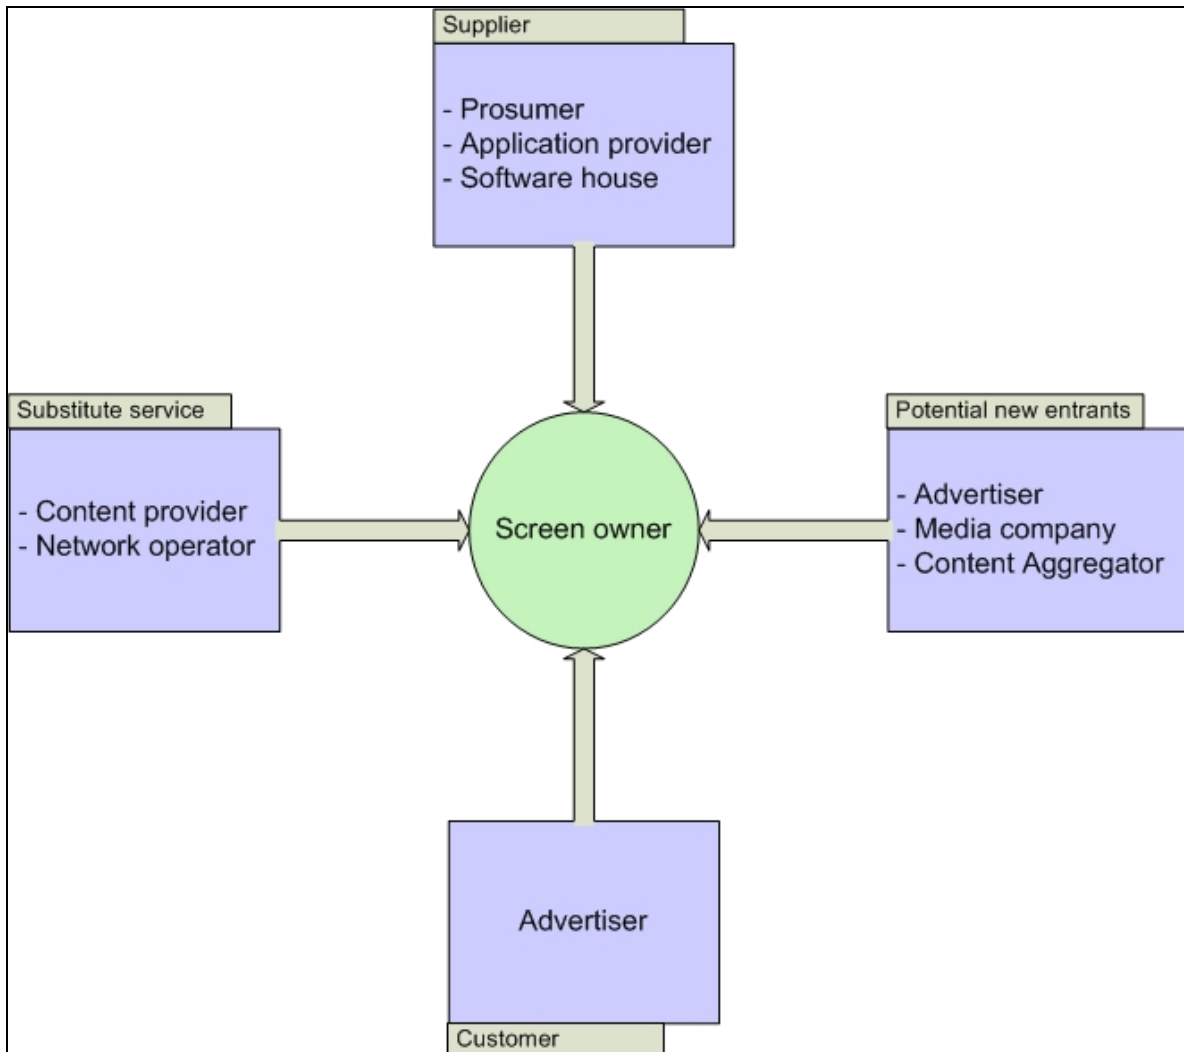 Supplier
- Prosumer
- Application provider
- Software house
Substitute service
- Content provider
- Network operator
Screen owner
Potential new entrants
- Advertiser
- Media company
- Content Aggregator
Advertiser
Customer